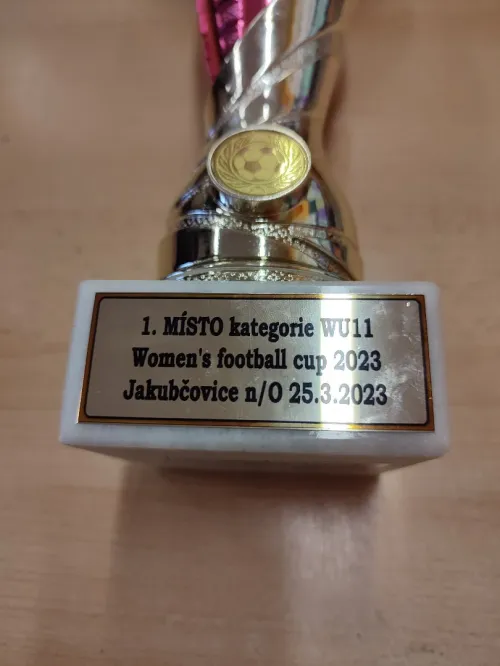 1. MÍSTO kategorie WU11
Women's football cup 2023
Jakubčovice n/O 25.3.2023